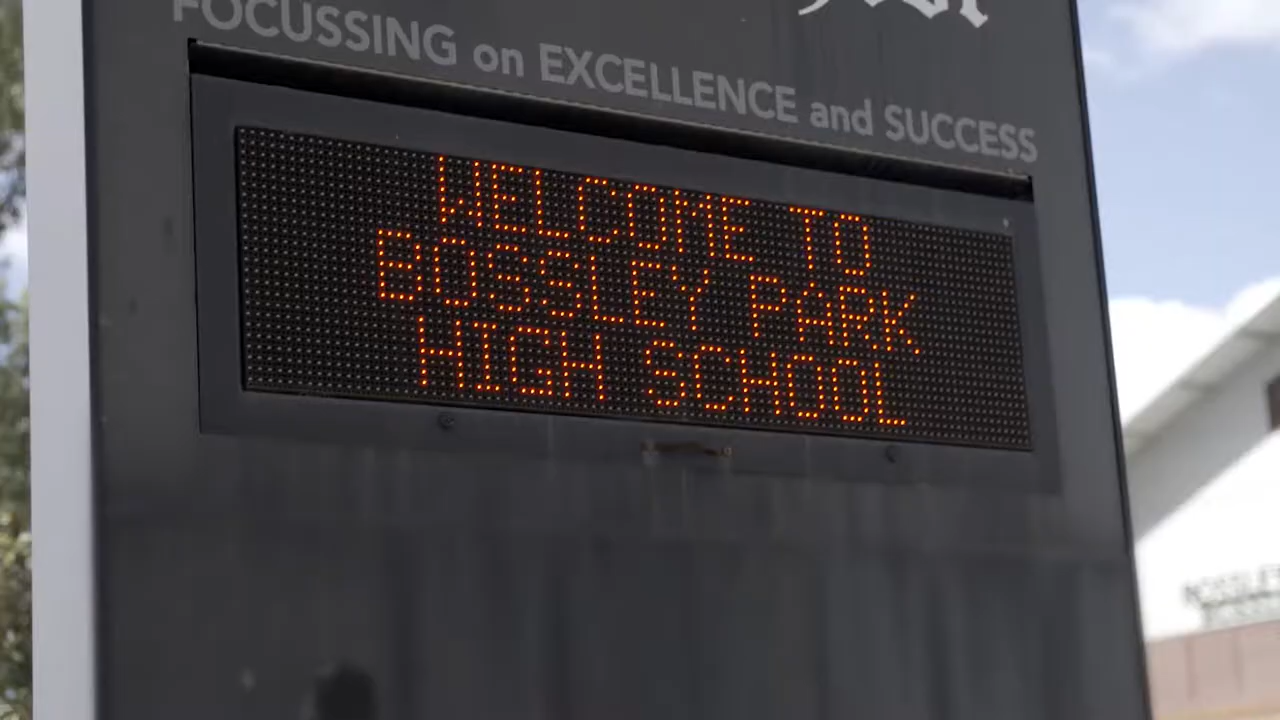 FOCUSSING on EXCELLENCE and SUCCESS
WELCOME TO
BOSSLEY PARK
HIGH SCHOOL